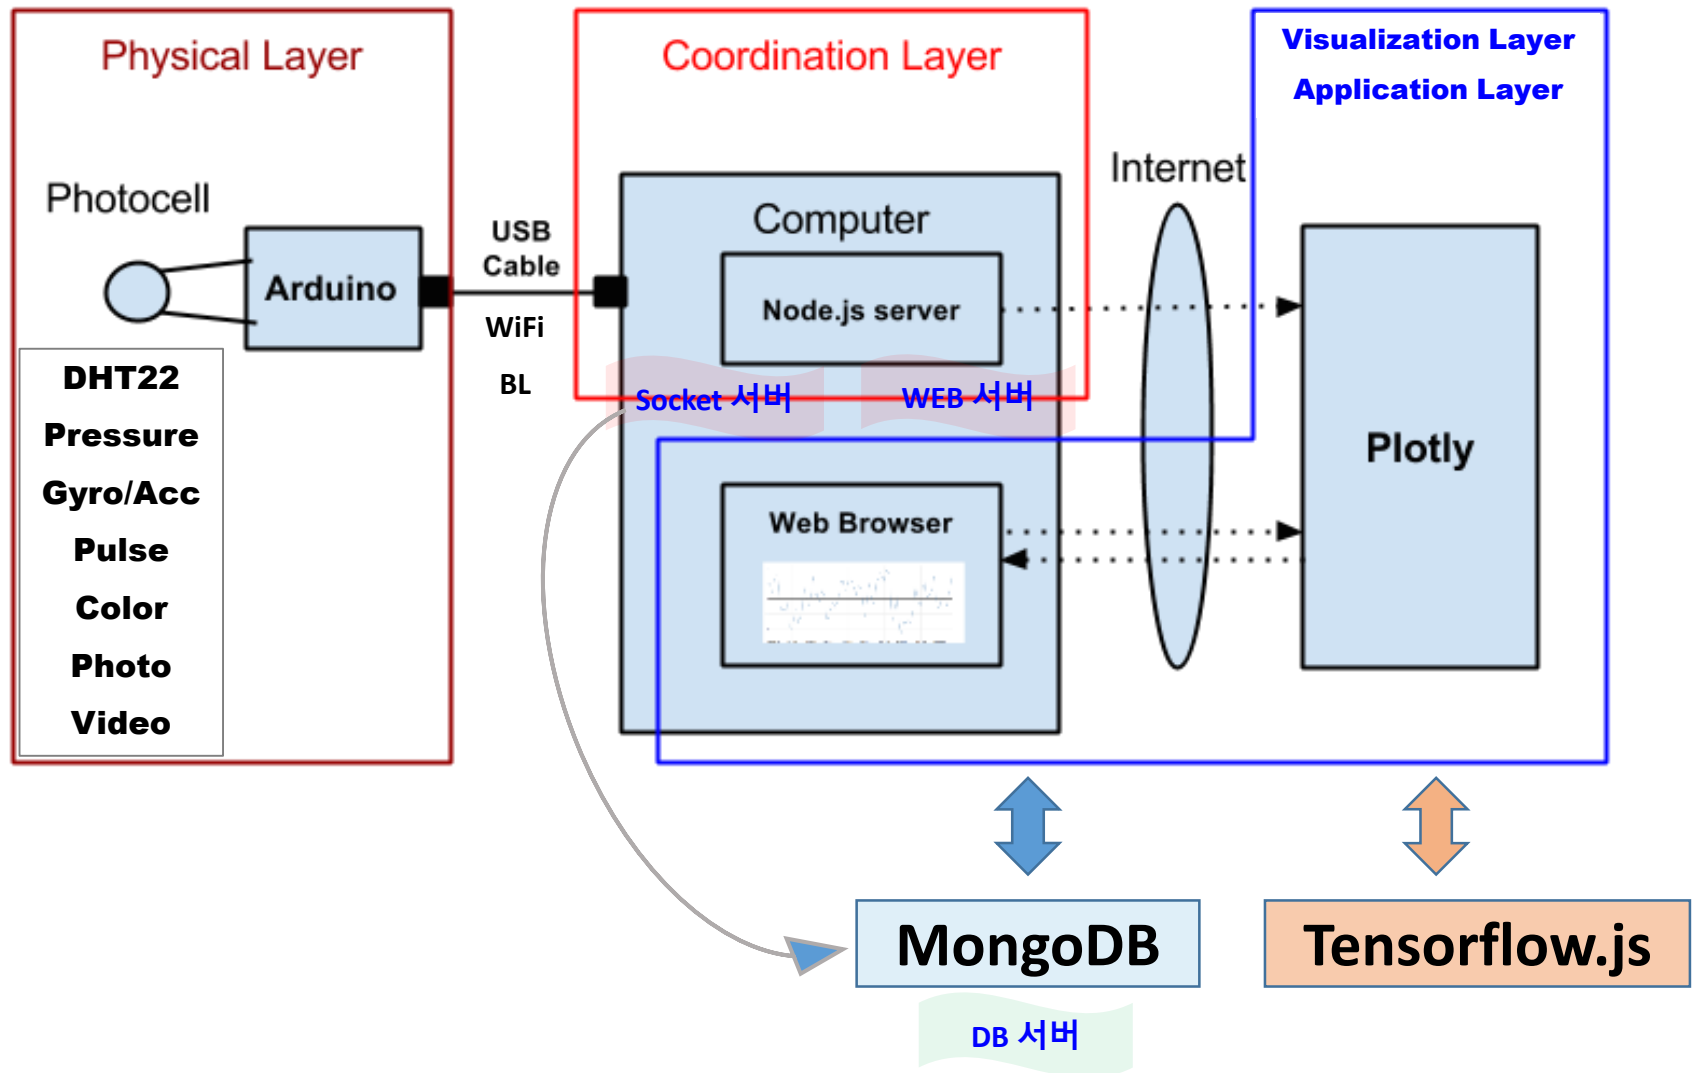 Physical Layer
Coordination Layer
Visualization Layer
Application Layer
Photocell
Arduino
USB
Cable
WiFi
BL
Computer
Node.js server
Internet
Socket 서버
WEB 서버
Plotly
Web Browser
DHT22
Pressure
Gyro/Acc
Pulse
Color
Photo
Video
MongoDB
Tensorflow.js
DB 서버